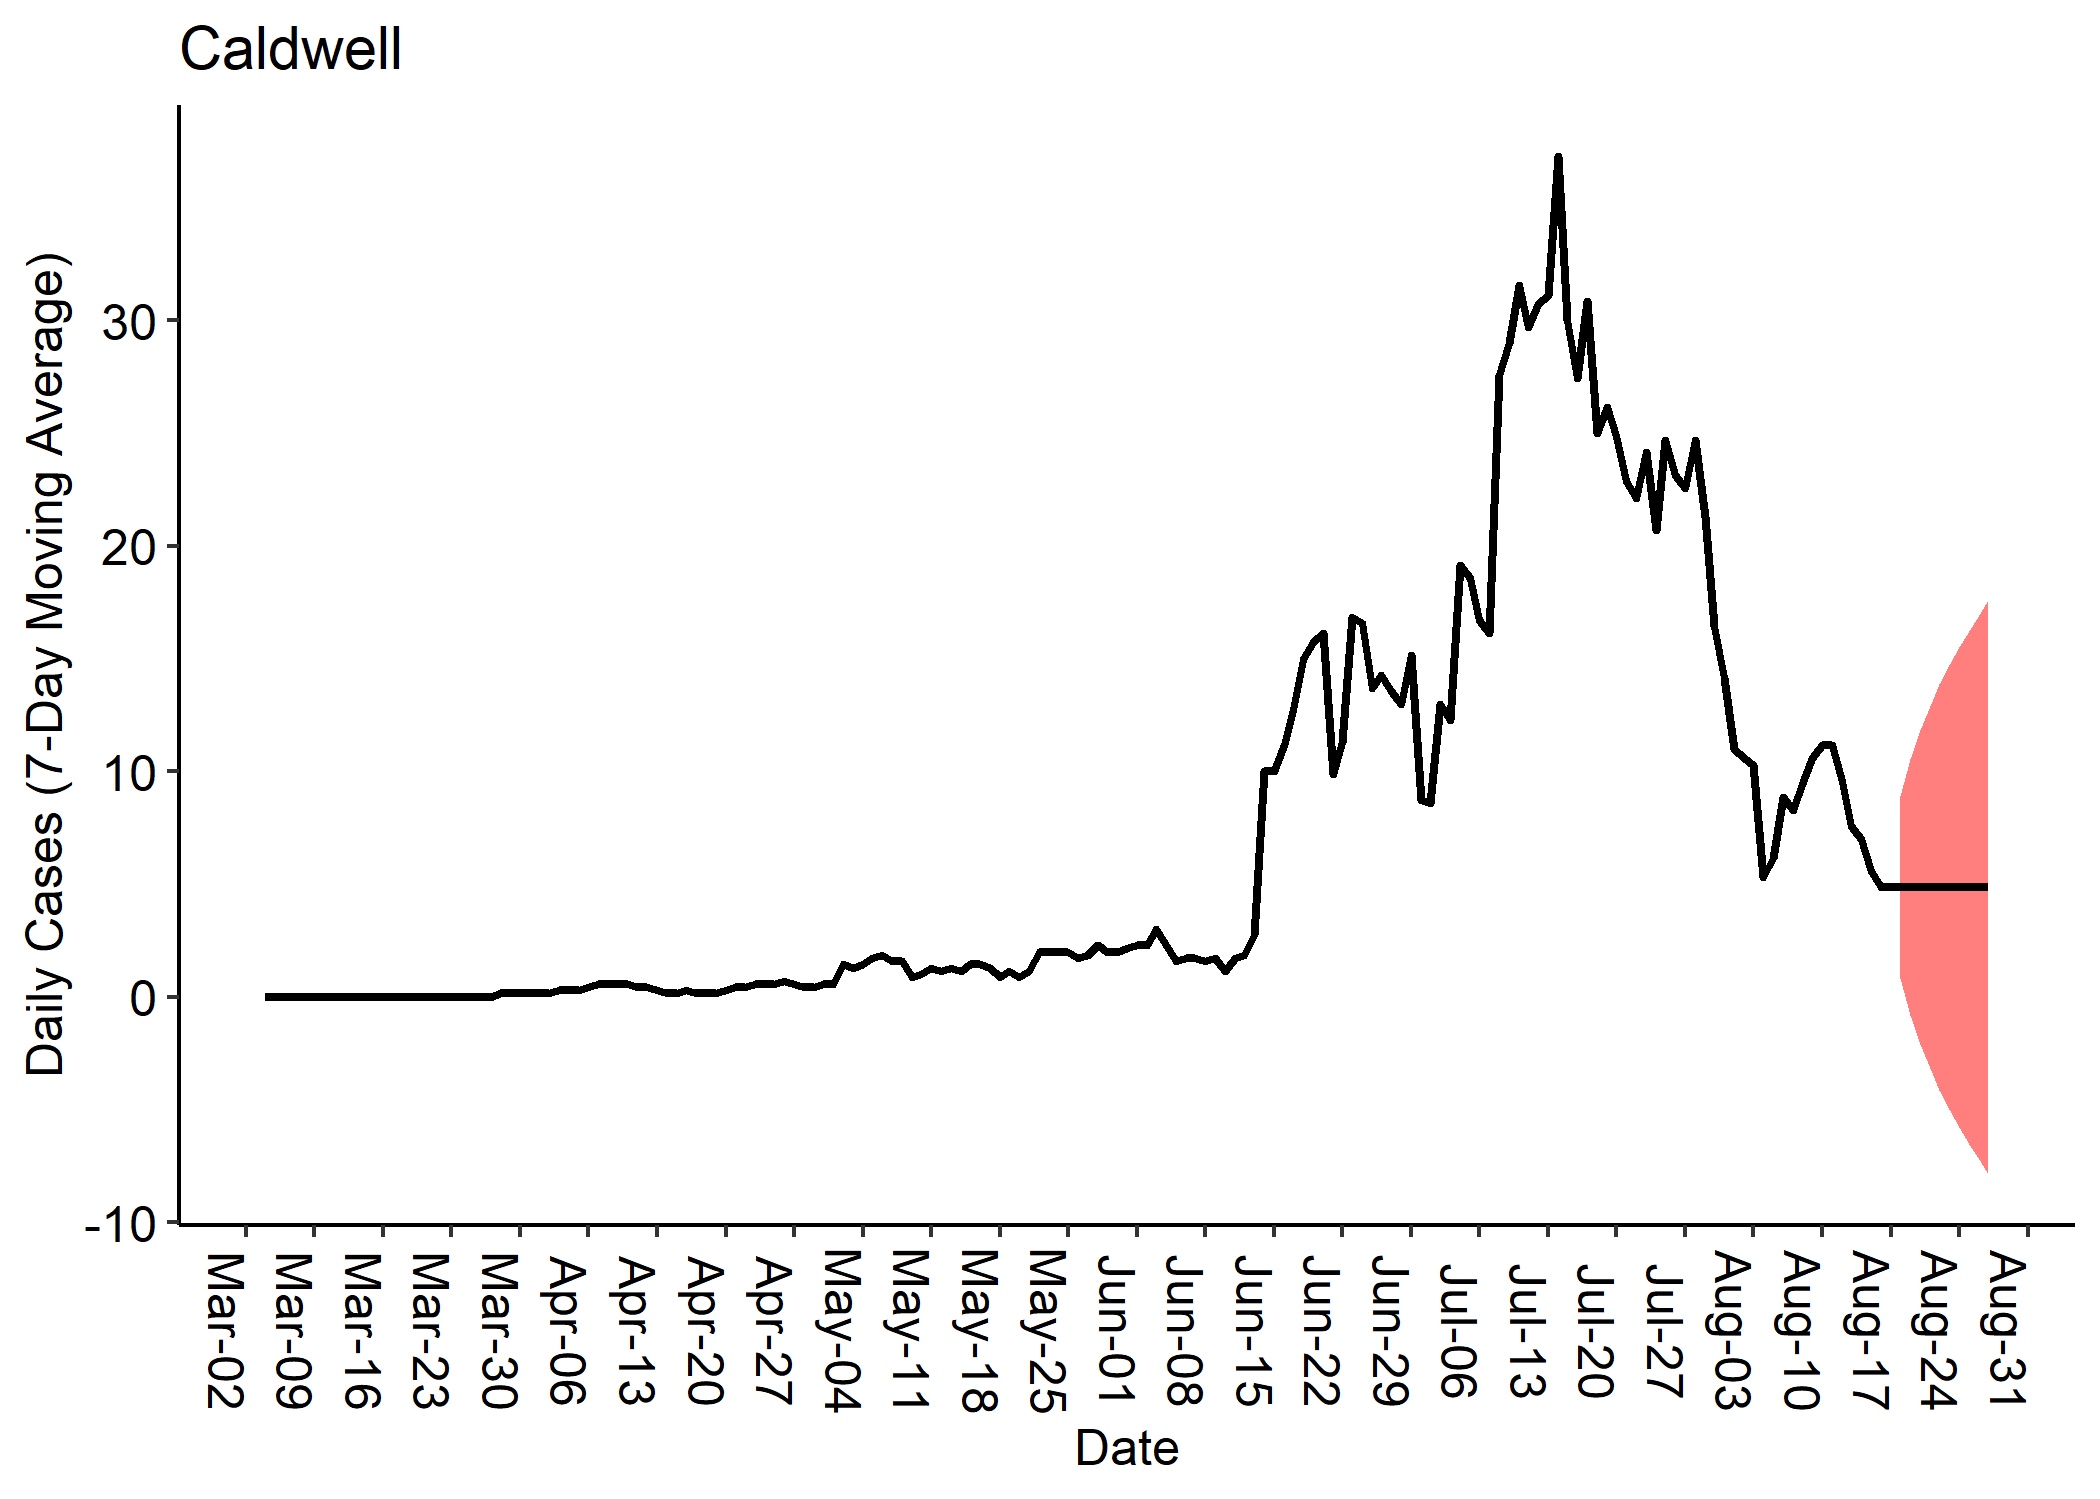 Caldwell
Daily Cases (7-Day Moving Average)
30
20
10
0
-10
Mar-02
Mar-09
Mar-16
Mar-23
Mar-30
Apr-06
Apr-13
Apr-20
Apr-27
May-04
May-11
May-18
May-25
Jun-01
Jun-08
Jun-15
Jun-22
Jun-29
Jul-06
Jul-13
Jul-20
Jul-27
Aug-03
Aug-10
Aug-17
Aug-24
Aug-31
Date